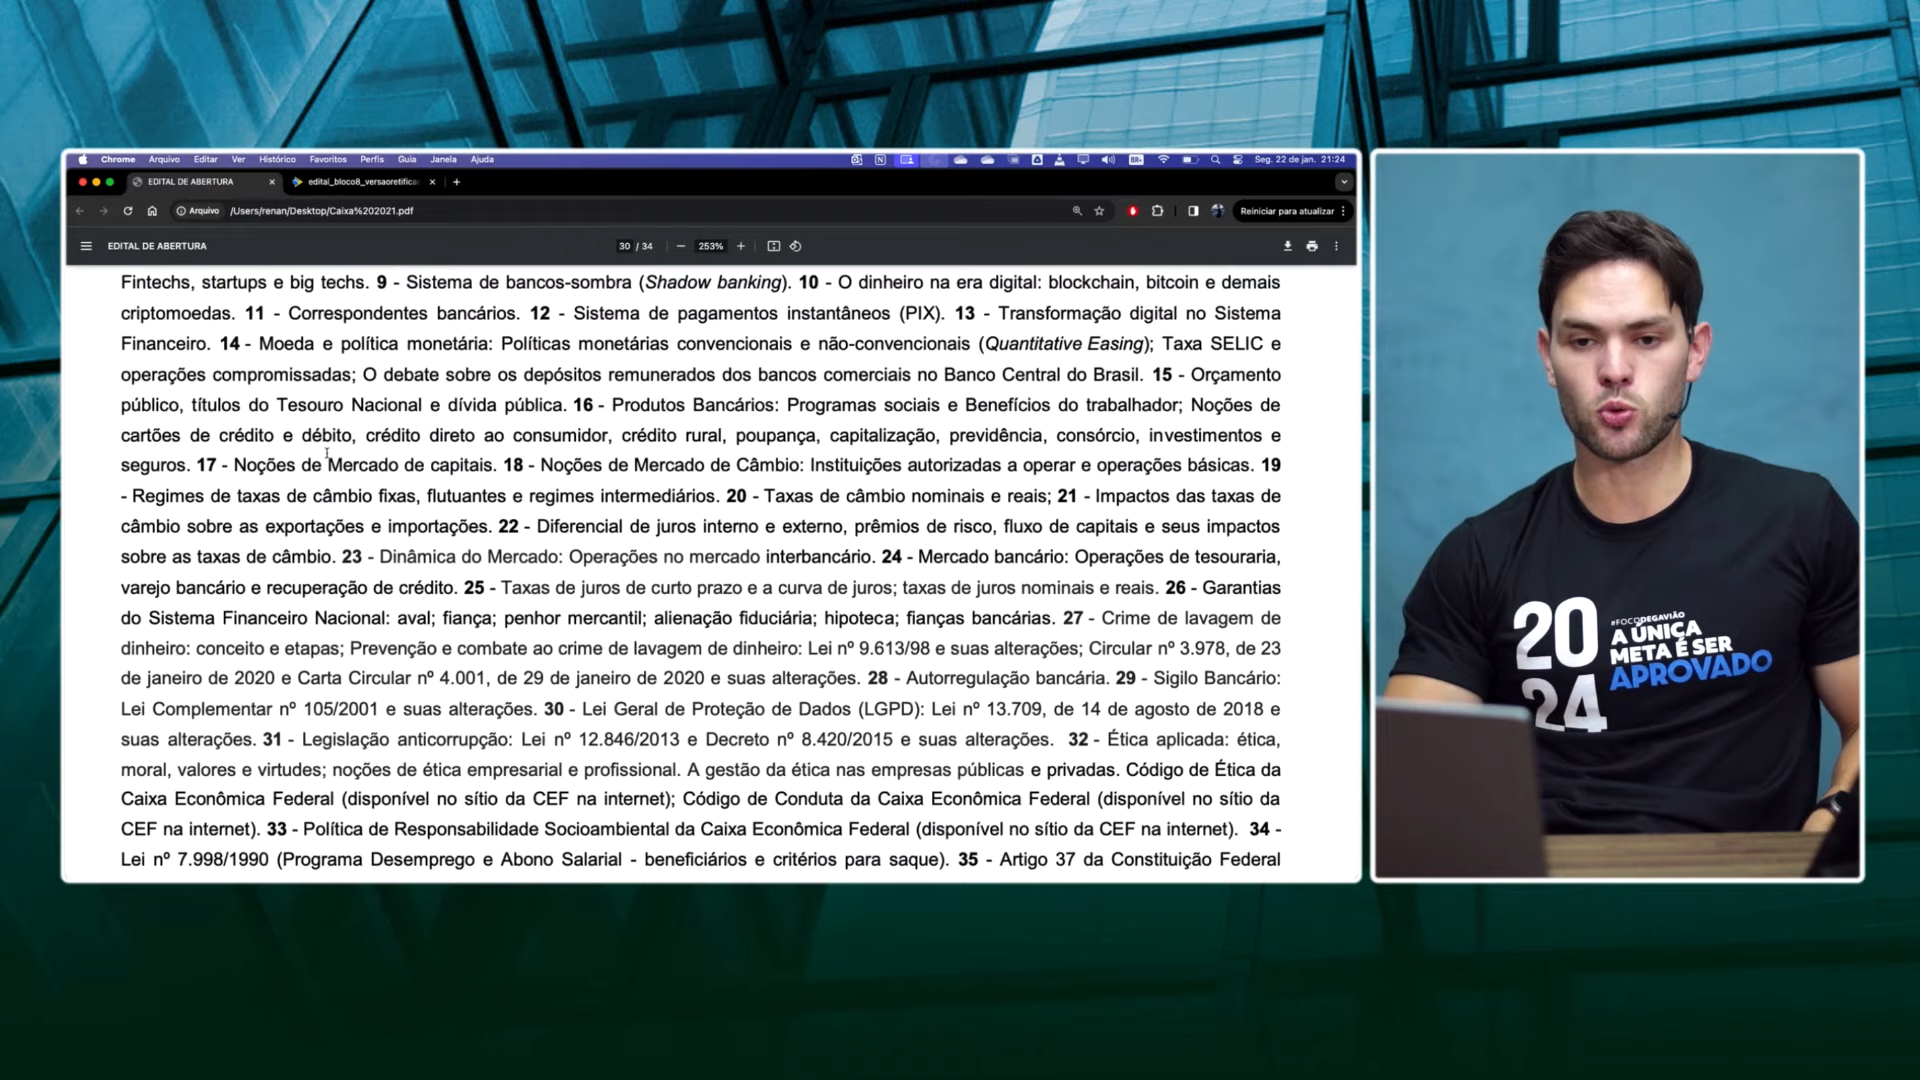 Chrome Arquivo Editar Ver Histórico Favoritos Perfis Guia Janela Ajuda
Seg. 22 de jan. 21:24
EDITAL DE ABERTURA
edital_bloco8_versaoretifica
Arquivo /Users/renan/Desktop/Caixa%202021.pdf
Reiniciar para atualizar
EDITAL DE ABERTURA
30 / 34
253%
Fintechs, startups e big techs. 9 - Sistema de bancos-sombra (Shadow banking). 10 - O dinheiro na era digital: blockchain, bitcoin e demais
criptomoedas. 11 - Correspondentes bancários. 12 - Sistema de pagamentos instantâneos (PIX). 13 - Transformação digital no Sistema
Financeiro. 14 - Moeda e política monetária: Políticas monetárias convencionais e não-convencionais (Quantitative Easing); Taxa SELIC e
operações compromissadas; O debate sobre os depósitos remunerados dos bancos comerciais no Banco Central do Brasil. 15 - Orçamento
público, títulos do Tesouro Nacional e dívida pública. 16 - Produtos Bancários: Programas sociais e Benefícios do trabalhador; Noções de
cartões de crédito e débito, crédito direto ao consumidor, crédito rural, poupança, capitalização, previdência, consórcio, investimentos e
seguros. 17 - Noções de Mercado de capitais. 18 - Noções de Mercado de Câmbio: Instituições autorizadas a operar e operações básicas. 19
- Regimes de taxas de câmbio fixas, flutuantes e regimes intermediários. 20 - Taxas de câmbio nominais e reais; 21 - Impactos das taxas de
câmbio sobre as exportações e importações. 22 - Diferencial de juros interno e externo, prêmios de risco, fluxo de capitais e seus impactos
sobre as taxas de câmbio. 23 - Dinâmica do Mercado: Operações no mercado interbancário. 24 - Mercado bancário: Operações de tesouraria,
varejo bancário e recuperação de crédito. 25 - Taxas de juros de curto prazo e a curva de juros; taxas de juros nominais e reais. 26 - Garantias
do Sistema Financeiro Nacional: aval; fiança; penhor mercantil; alienação fiduciária; hipoteca; fianças bancárias. 27 - Crime de lavagem de
dinheiro: conceito e etapas; Prevenção e combate ao crime de lavagem de dinheiro: Lei nº 9.613/98 e suas alterações; Circular nº 3.978, de 23
de janeiro de 2020 e Carta Circular nº 4.001, de 29 de janeiro de 2020 e suas alterações. 28 - Autorregulação bancária. 29 - Sigilo Bancário:
Lei Complementar nº 105/2001 e suas alterações. 30 - Lei Geral de Proteção de Dados (LGPD): Lei nº 13.709, de 14 de agosto de 2018 e
suas alterações. 31 - Legislação anticorrupção: Lei nº 12.846/2013 e Decreto nº 8.420/2015 e suas alterações. 32 - Ética aplicada: ética,
moral, valores e virtudes; noções de ética empresarial e profissional. A gestão da ética nas empresas públicas e privadas. Código de Ética da
Caixa Econômica Federal (disponível no sítio da CEF na internet); Código de Conduta da Caixa Econômica Federal (disponível no sítio da
CEF na internet). 33 - Política de Responsabilidade Socioambiental da Caixa Econômica Federal (disponível no sítio da CEF na internet). 34 -
Lei nº 7.998/1990 (Programa Desemprego e Abono Salarial - beneficiários e critérios para saque). 35 - Artigo 37 da Constituição Federal
20
24
#FOCODEGAVIÃO
A ÚNICA
META É SER
APROVADO